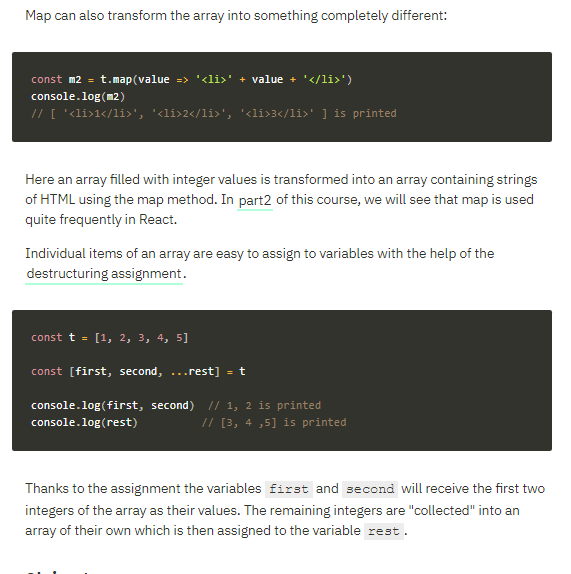 Map can also transform the array into something completely different:
const m2 = t.map(value => '<li>' + value + '</li>')
console.log(m2)
// [ '<li>1</li>', '<li>2</li>', '<li>3</li>' ] is printed
Here an array filled with integer values is transformed into an array containing strings
of HTML using the map method. In part2 of this course, we will see that map is used
quite frequently in React.
Individual items of an array are easy to assign to variables with the help of the
destructuring assignment.
const t = [1, 2, 3, 4, 5]
const [first, second, ...rest] = t
console.log(first, second)  // 1, 2 is printed
console.log(rest)          // [3, 4 ,5] is printed
Thanks to the assignment the variables first and second will receive the first two
integers of the array as their values. The remaining integers are "collected" into an
array of their own which is then assigned to the variable rest.